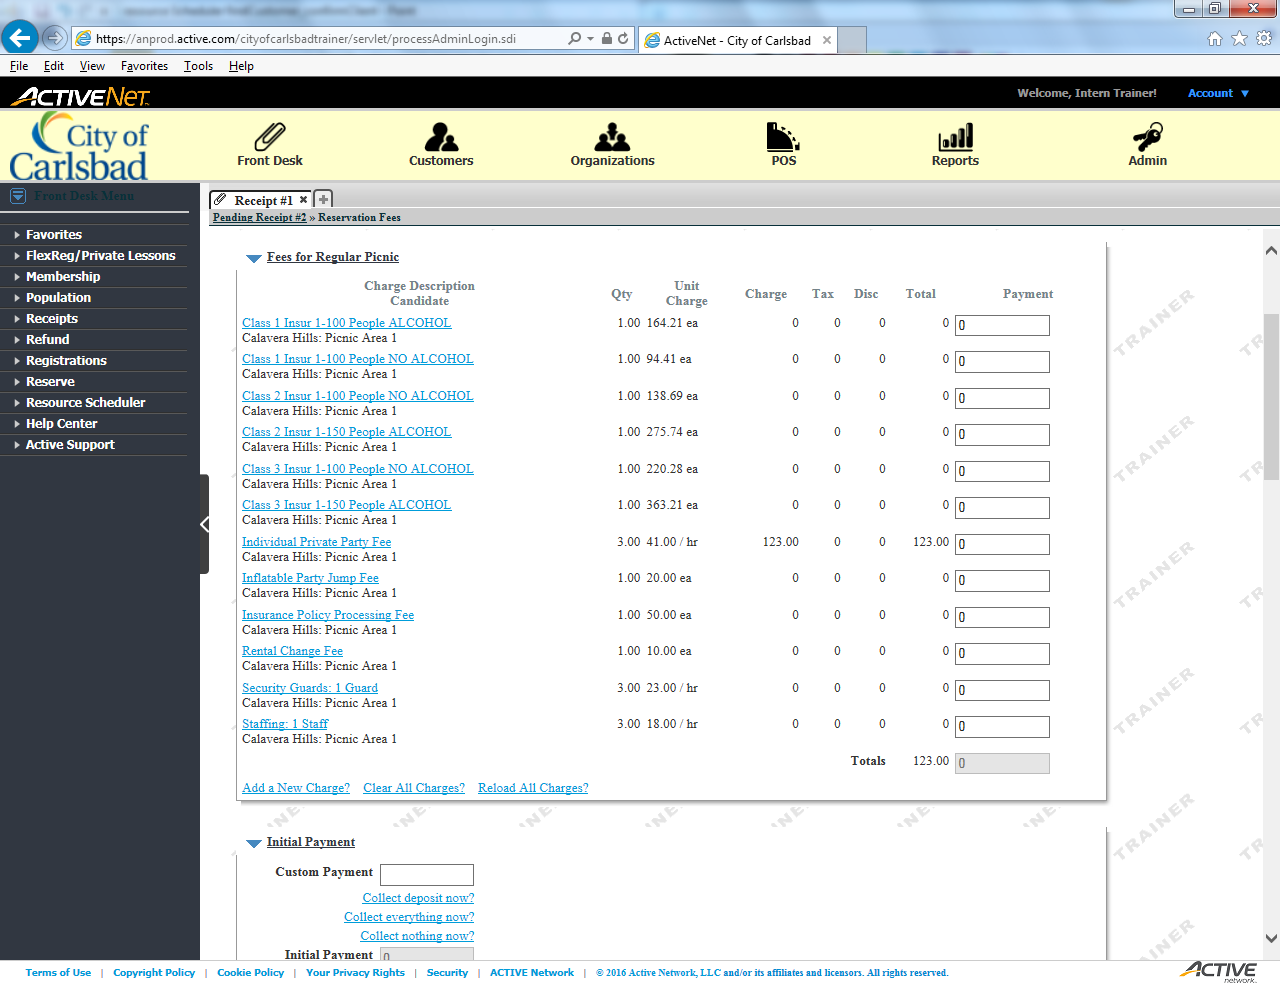 https://anprod.active.com/cityofcarlsbadtrainer/servlet/processAdminLogin.sdi
ActiveNet - City of Carlsbad
File Edit View Favorites Tools Help
ACTIVENET
Welcome, Intern Trainer! Account
City of
Carlsbad
Front Desk Customers Organizations POS Reports Admin
Front Desk Menu
Receipt #1
Pending Receipt #2 » Reservation Fees
Favorites
FlexReg/Private Lessons
Membership
Population
Receipts
Refund
Registrations
Reserve
Resource Scheduler
Help Center
Active Support
Fees for Regular Picnic
Charge Description Candidate Qty Unit Charge Charge Tax Disc Total Payment
Class 1 Insur 1-100 People ALCOHOL 1.00 164.21 ea 0 0 0 0 0
Calavera Hills: Picnic Area 1
Class 1 Insur 1-100 People NO ALCOHOL 1.00 94.41 ea 0 0 0 0 0
Calavera Hills: Picnic Area 1
Class 2 Insur 1-100 People NO ALCOHOL 1.00 138.69 ea 0 0 0 0 0
Calavera Hills: Picnic Area 1
Class 2 Insur 1-150 People ALCOHOL 1.00 275.74 ea 0 0 0 0 0
Calavera Hills: Picnic Area 1
Class 3 Insur 1-100 People NO ALCOHOL 1.00 220.28 ea 0 0 0 0 0
Calavera Hills: Picnic Area 1
Class 3 Insur 1-150 People ALCOHOL 1.00 363.21 ea 0 0 0 0 0
Calavera Hills: Picnic Area 1
Individual Private Party Fee 3.00 41.00 / hr 123.00 0 0 123.00 0
Calavera Hills: Picnic Area 1
Inflatable Party Jump Fee 1.00 20.00 ea 0 0 0 0 0
Calavera Hills: Picnic Area 1
Insurance Policy Processing Fee 1.00 50.00 ea 0 0 0 0 0
Calavera Hills: Picnic Area 1
Rental Change Fee 1.00 10.00 ea 0 0 0 0 0
Calavera Hills: Picnic Area 1
Security Guards: 1 Guard 3.00 23.00 / hr 0 0 0 0 0
Calavera Hills: Picnic Area 1
Staffing: 1 Staff 3.00 18.00 / hr 0 0 0 0 0
Calavera Hills: Picnic Area 1
Totals 123.00 0
Add a New Charge? Clear All Charges? Reload All Charges?
TRAINER
TRAINER
TRAINER
TRAINER
TRAINER
TRAINER
Initial Payment
Custom Payment
Collect deposit now?
Collect everything now?
Collect nothing now?
Initial Payment 0
Terms of Use | Copyright Policy | Cookie Policy | Your Privacy Rights | Security | ACTIVE Network | © 2016 Active Network, LLC and/or its affiliates and licensors. All rights reserved.
ACTIVE
network